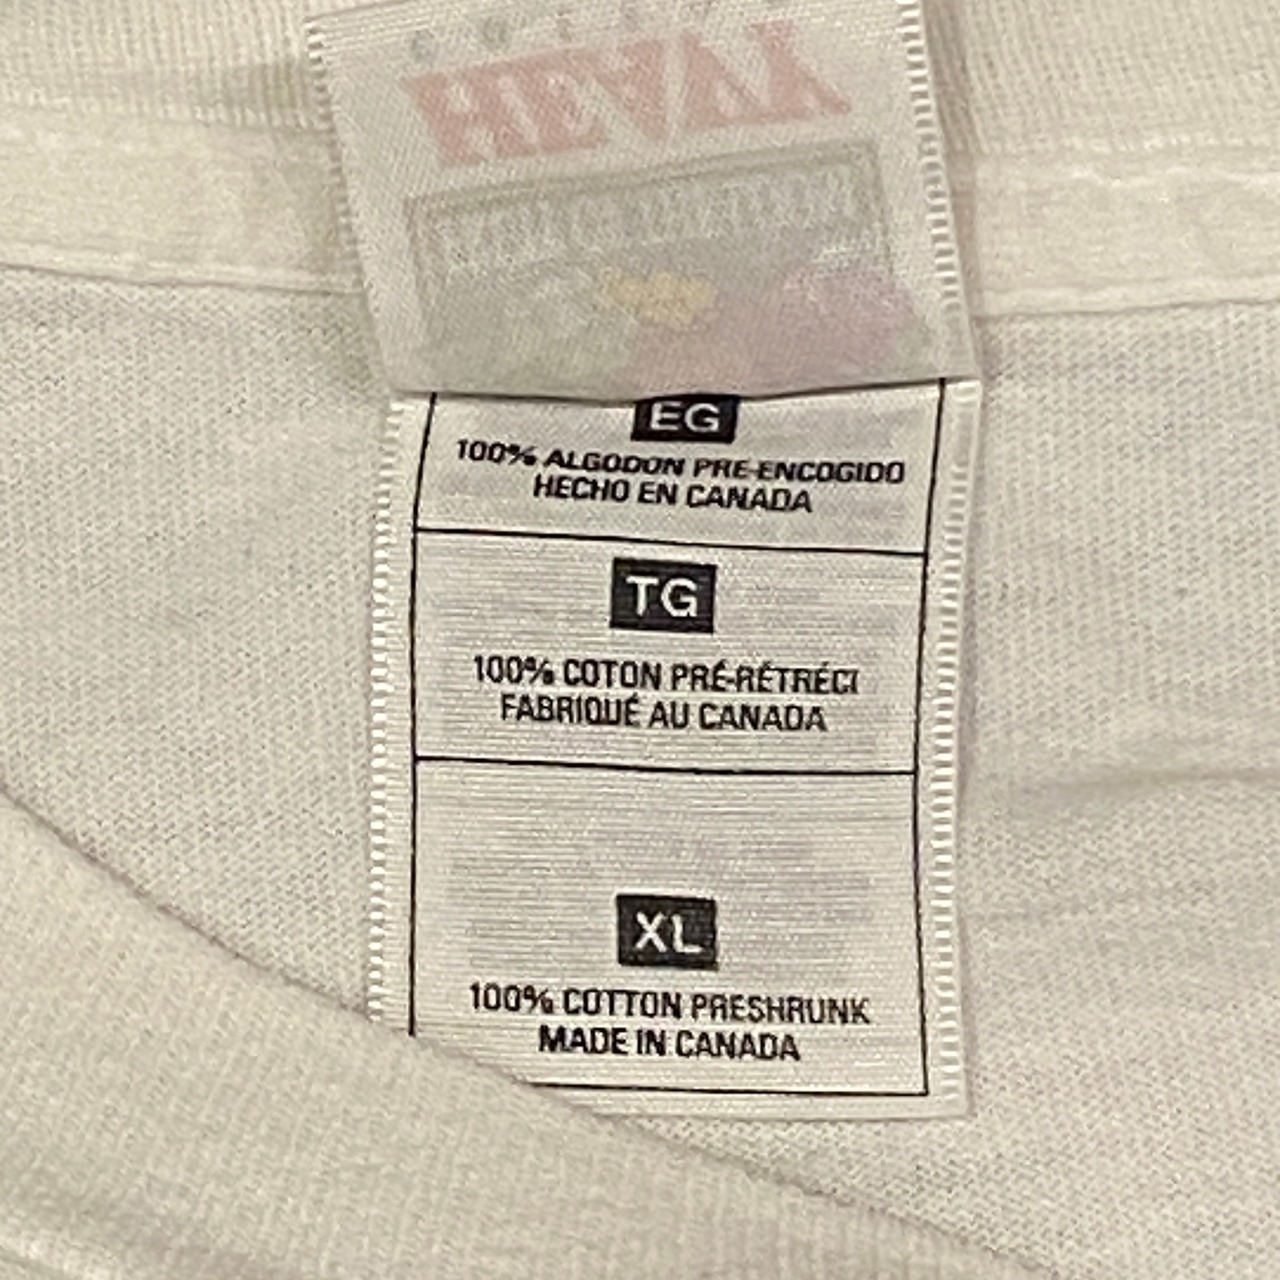 HEAVY
EG
100% ALGODON PRE-ENCOGIDO
HECHO EN CANADA
TG
100% COTON PRÉ-RÉTRÉCI
FABRIQUÉ AU CANADA
XL
100% COTTON PRESHRUNK
MADE IN CANADA